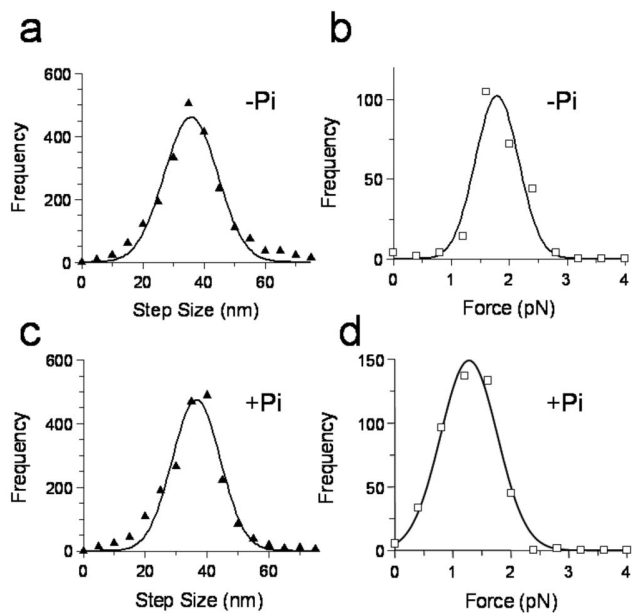 a
600
400
200
0
Frequency
0 20 40 60
Step Size (nm)
-Pi
b
100
50
0
Frequency
0 1 2 3 4
Force (pN)
-Pi
c
600
400
200
0
Frequency
0 20 40 60
Step Size (nm)
+Pi
d
150
100
50
0
Frequency
0 1 2 3 4
Force (pN)
+Pi